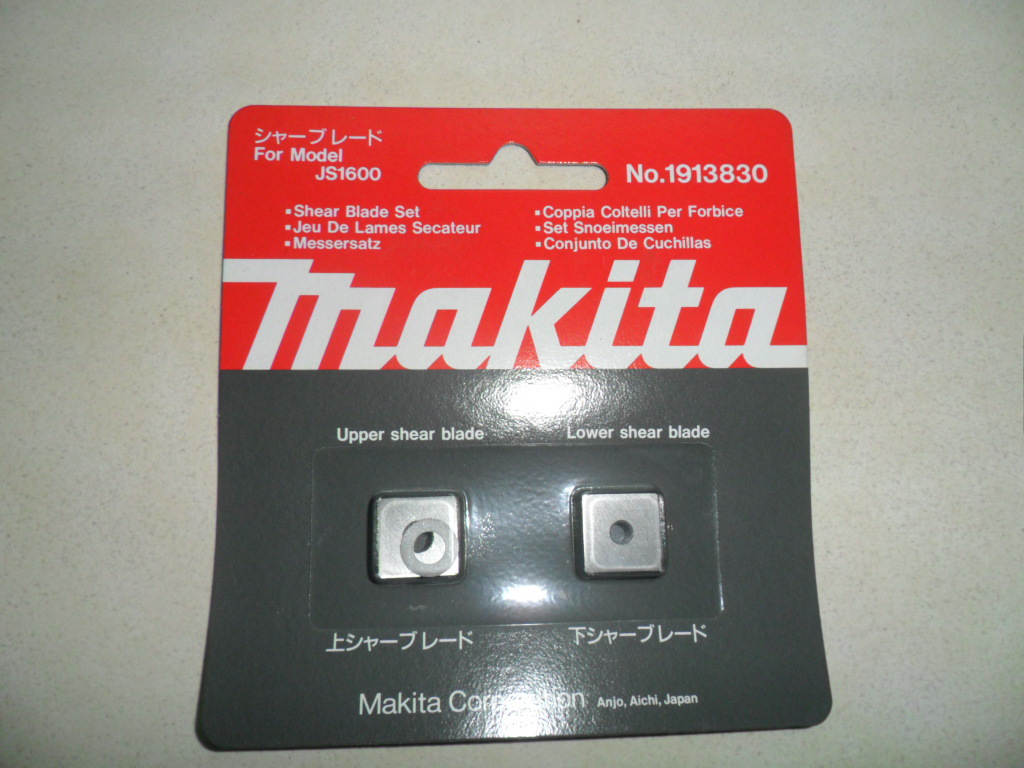 シャーブレード
For Model
JS1600
No.1913830
▪Shear Blade Set
▪Jeu De Lames Secateur
▪Messersatz
▪Coppia Coltelli Per Forbice
▪Set Snoeimessen
▪Conjunto De Cuchillas
makita
Upper shear blade
Lower shear blade
上シャーブレード
下シャーブレード
Makita Corporation Anjo, Aichi, Japan